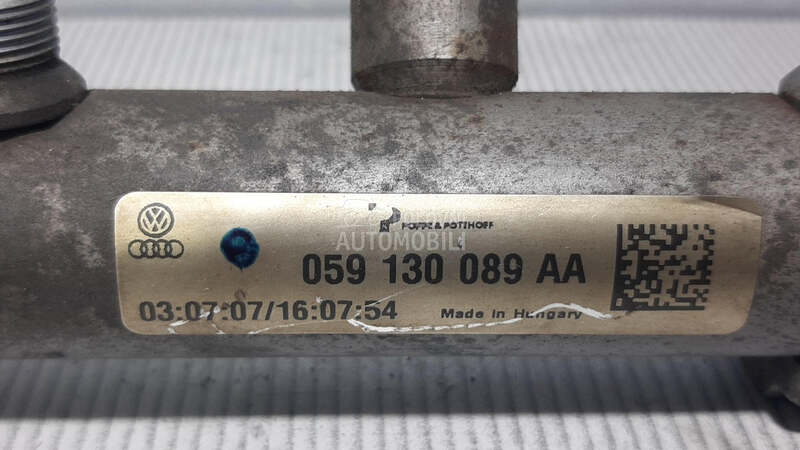 POPPE & POTTHOFF
AUTOMOBILI
059 130 089 AA
03:07:07/16:07:54
Made in Hungary